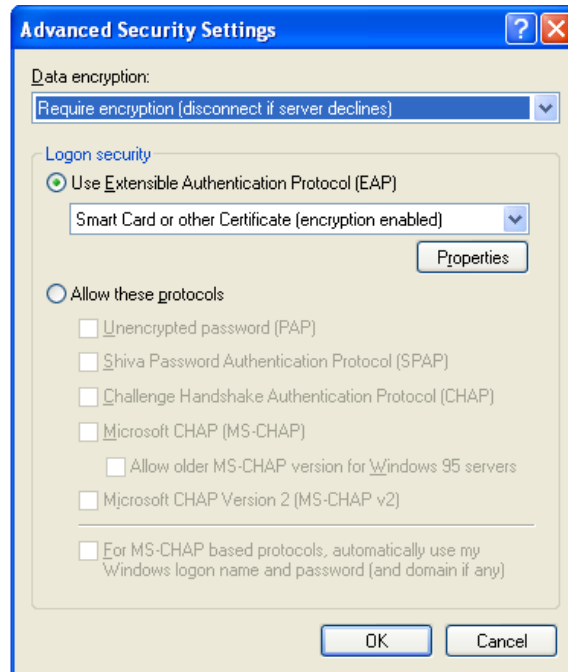 Advanced Security Settings
Data encryption:
Require encryption (disconnect if server declines)
Logon security
Use Extensible Authentication Protocol (EAP)
Smart Card or other Certificate (encryption enabled)
Properties
Allow these protocols
Unencrypted password (PAP)
Shiva Password Authentication Protocol (SPAP)
Challenge Handshake Authentication Protocol (CHAP)
Microsoft CHAP (MS-CHAP)
Allow older MS-CHAP version for Windows 95 servers
Microsoft CHAP Version 2 (MS-CHAP v2)
For MS-CHAP based protocols, automatically use my
Windows logon name and password (and domain if any)
OK Cancel